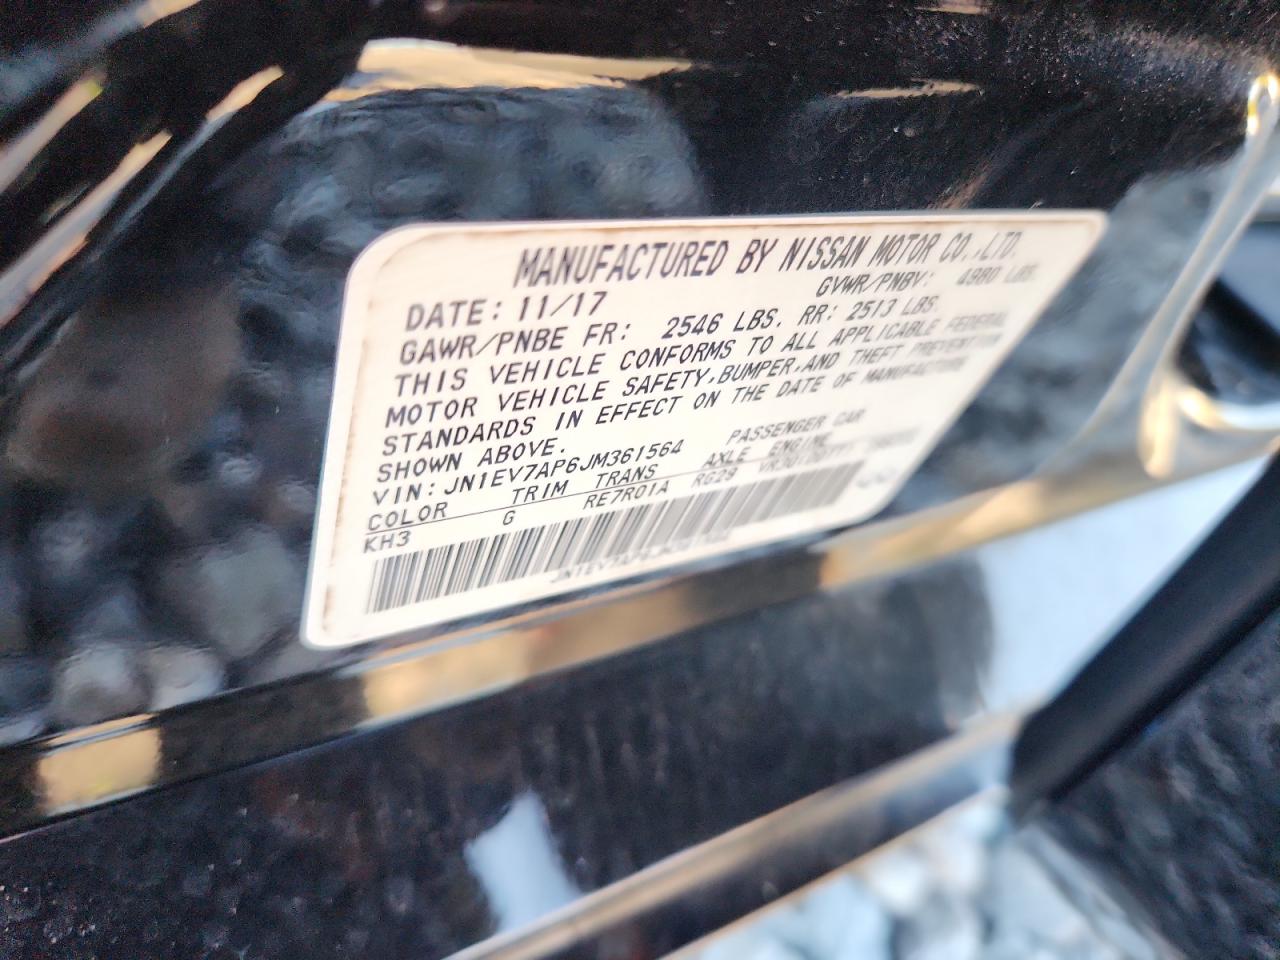 MANUFACTURED BY NISSAN MOTOR CO.,LTD.
DATE: 11/17 GVWR/PNBV: 4980 LBS.
GAWR/PNBE FR: 2546 LBS. RR: 2513 LBS.
THIS VEHICLE CONFORMS TO ALL APPLICABLE FEDERAL
MOTOR VEHICLE SAFETY,BUMPER,AND THEFT PREVENTION
STANDARDS IN EFFECT ON THE DATE OF MANUFACTURE
SHOWN ABOVE.
VIN: JN1EV7AP6JM361564 PASSENGER CAR
COLOR TRIM TRANS AXLE ENGINE
KH3 G RE7R01A RG29